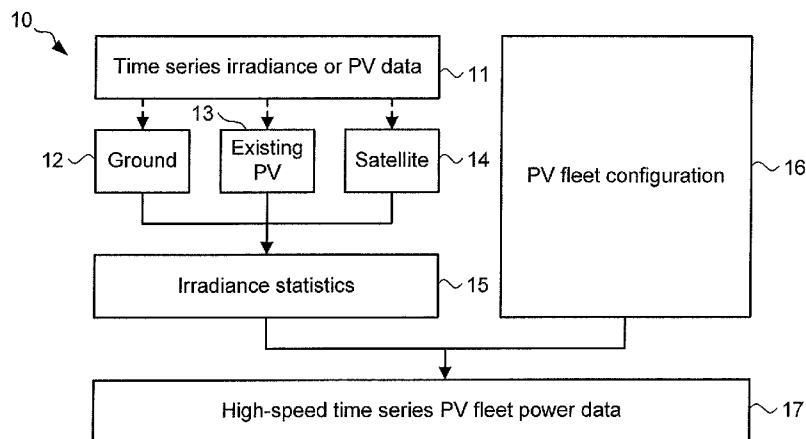 10
Time series irradiance or PV data
11
13
12
Ground
Existing
PV
Satellite
14
PV fleet configuration
16
Irradiance statistics
15
High-speed time series PV fleet power data
17